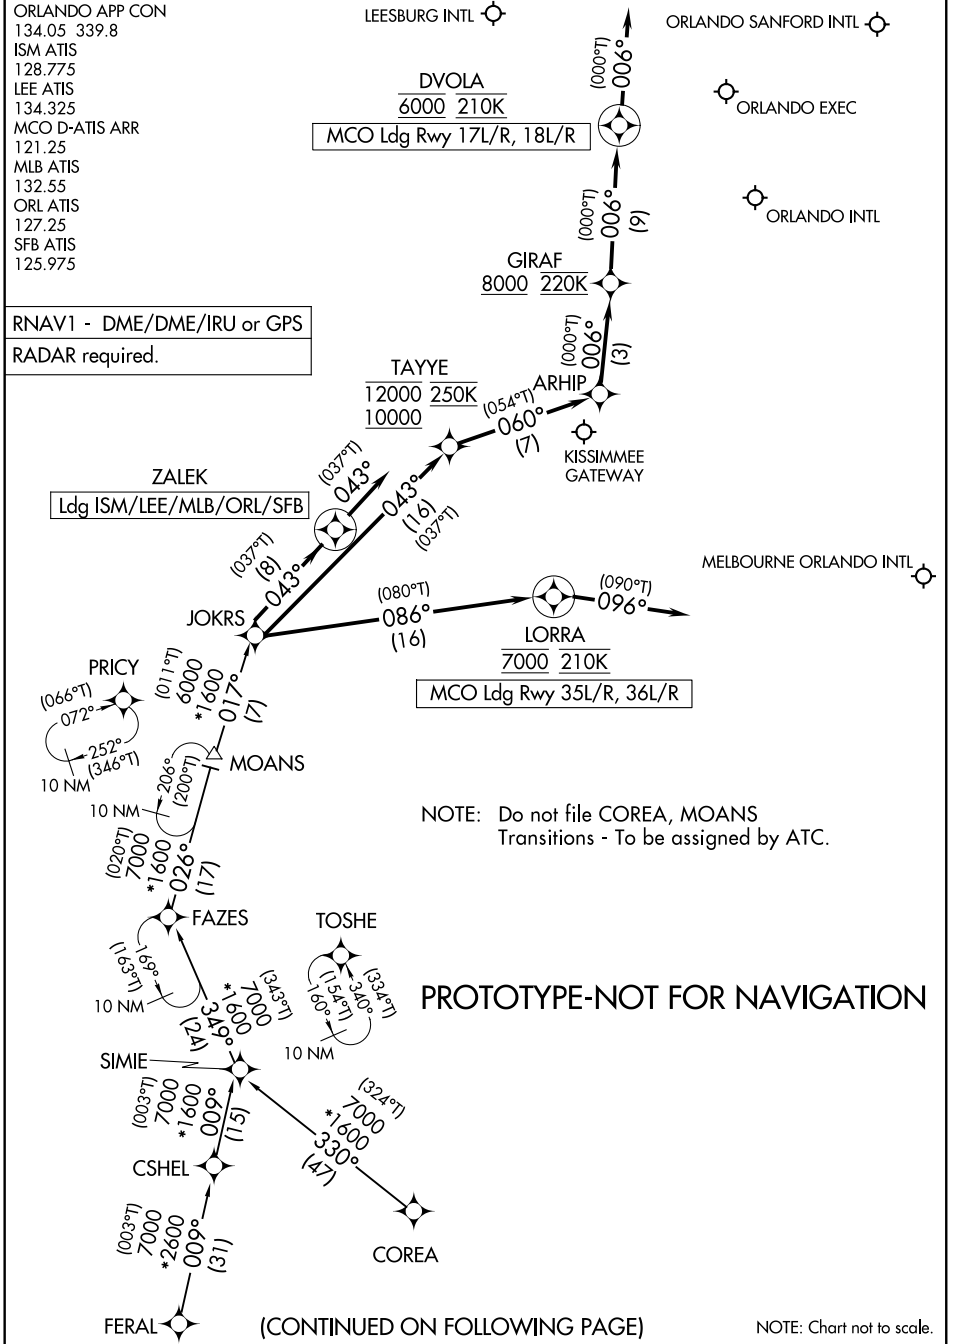 ORLANDO APP CON
134.05 339.8
ISM ATIS
128.775
LEE ATIS
134.325
MCO D-ATIS ARR
121.25
MLB ATIS
132.55
ORL ATIS
127.25
SFB ATIS
125.975
RNAV1 - DME/DME/IRU or GPS
RADAR required.
LEESBURG INTL
ORLANDO SANFORD INTL
(000°T)
006°
DVOLA
6000 210K
MCO Ldg Rwy 17L/R, 18L/R
ORLANDO EXEC
ORLANDO INTL
(000°T)
006°
(9)
GIRAF
8000 220K
(000°T)
006°
(3)
TAYYE
12000 250K
10000
ARHIP
(054°T)
060°
(7)
KISSIMMEE
GATEWAY
ZALEK
Ldg ISM/LEE/MLB/ORL/SFB
(037°T)
043°
043°
(16)
(037°T)
(037°T)
(8)
043°
MELBOURNE ORLANDO INTL
(080°T)
086°
(16)
(090°T)
096°
JOKRS
LORRA
7000 210K
MCO Ldg Rwy 35L/R, 36L/R
PRICY
(066°T)
072°
252°
(346°T)
10 NM
(011°T)
6000
*1600
017°
(7)
MOANS
206°
(200°T)
10 NM
NOTE: Do not file COREA, MOANS
Transitions - To be assigned by ATC.
(020°T)
7000
*1600
026°
(17)
FAZES
169°
(163°T)
10 NM
TOSHE
(334°T)
340°
(154°T)
160°
10 NM
PROTOTYPE-NOT FOR NAVIGATION
(343°T)
7000
*1600
349°
(24)
SIMIE
(003°T)
7000
*1600
009°
(15)
(324°T)
7000
*1600
330°
(47)
CSHEL
COREA
(003°T)
7000
*2600
009°
(31)
FERAL
(CONTINUED ON FOLLOWING PAGE)
NOTE: Chart not to scale.